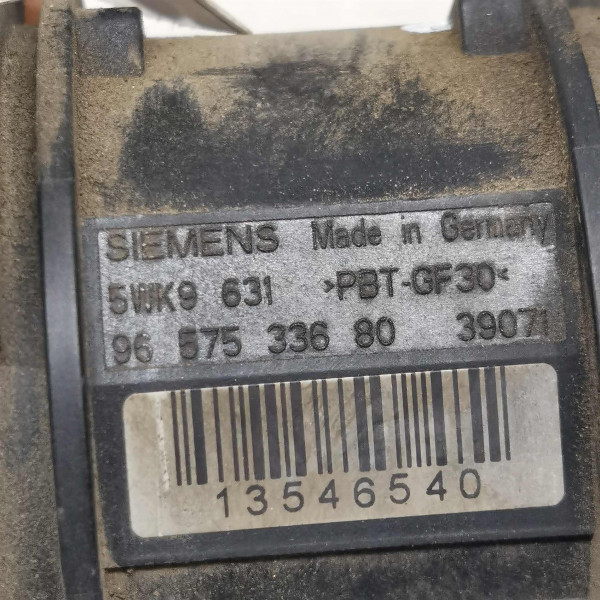 SIEMENS Made in Germany
5WK9 631 >PBT-GF30<
96 575 336 80 39071
13546540